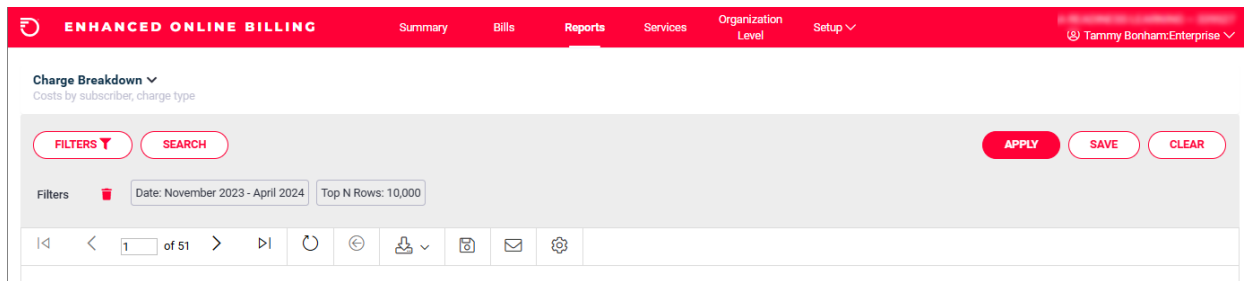 ENHANCED ONLINE BILLING
Summary
Bills
Reports
Services
Organization
Level
Setup
Tammy Bonham:Enterprise
Charge Breakdown
Costs by subscriber, charge type
FILTERS
SEARCH
APPLY
SAVE
CLEAR
Filters
Date: November 2023 - April 2024
Top N Rows: 10,000
1 of 51